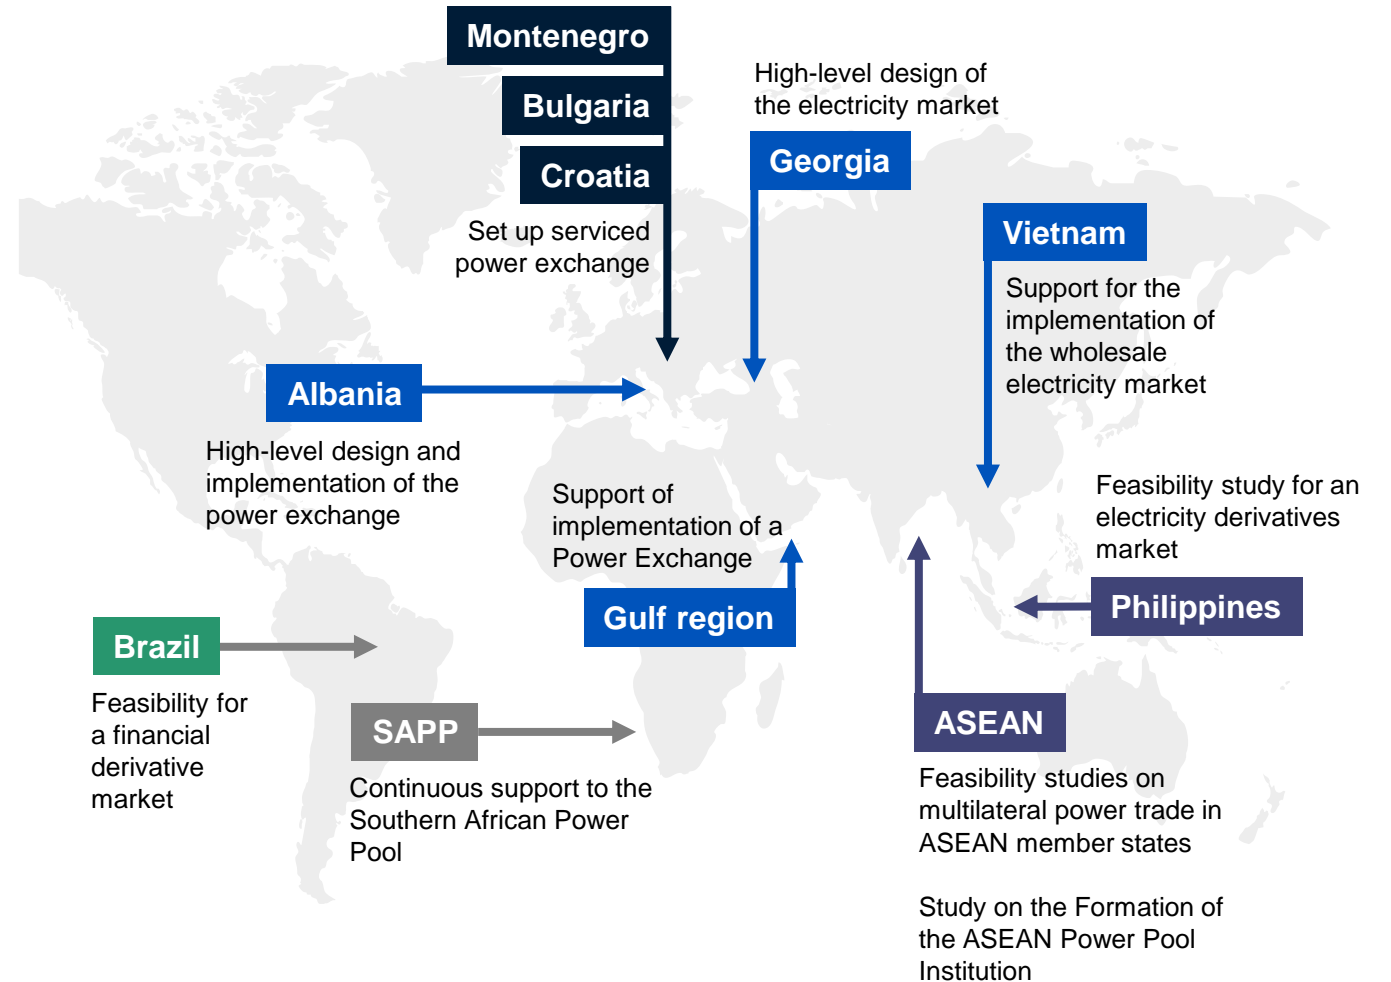 Montenegro
Bulgaria
Croatia
Set up serviced
power exchange
High-level design of
the electricity market
Georgia
Vietnam
Support for the
implementation of
the wholesale
electricity market
Albania
High-level design and
implementation of the
power exchange
Support of
implementation of a
Power Exchange
Gulf region
Feasibility study for an
electricity derivatives
market
Philippines
Brazil
Feasibility for
a financial
derivative
market
SAPP
Continuous support to the
Southern African Power
Pool
ASEAN
Feasibility studies on
multilateral power trade in
ASEAN member states
Study on the Formation of
the ASEAN Power Pool
Institution